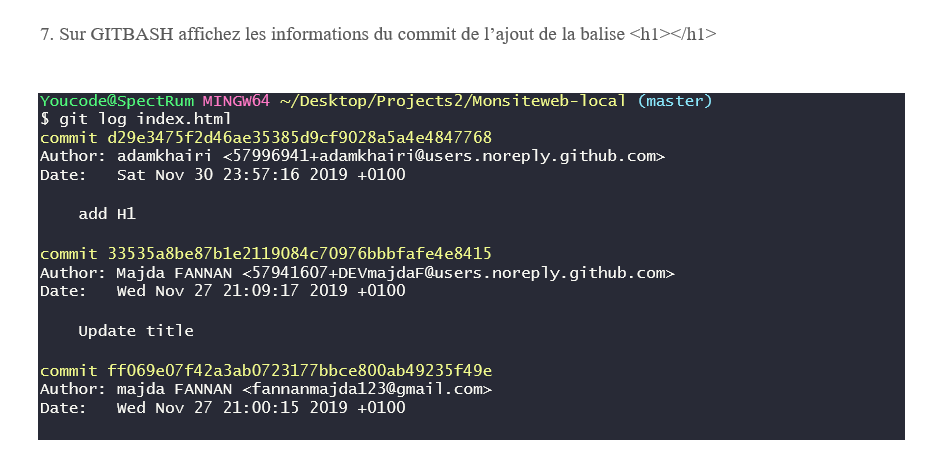 7. Sur GITBASH affichez les informations du commit de l’ajout de la balise <h1></h1>
Youcode@SpectRum MINGW64 ~/Desktop/Projects2/Monsiteweb-local (master)
$ git log index.html
commit d29e3475f2d46ae35385d9cf9028a5a4e4847768
Author: adamkhairi <57996941+adamkhairi@users.noreply.github.com>
Date:   Sat Nov 30 23:57:16 2019 +0100
add H1
commit 33535a8be87b1e2119084c70976bbbfafe4e8415
Author: Majda FANNAN <57941607+DEVmajdaF@users.noreply.github.com>
Date:   Wed Nov 27 21:09:17 2019 +0100
Update title
commit ff069e07f42a3ab0723177bbce800ab49235f49e
Author: majda FANNAN <fannanmajda123@gmail.com>
Date:   Wed Nov 27 21:00:15 2019 +0100